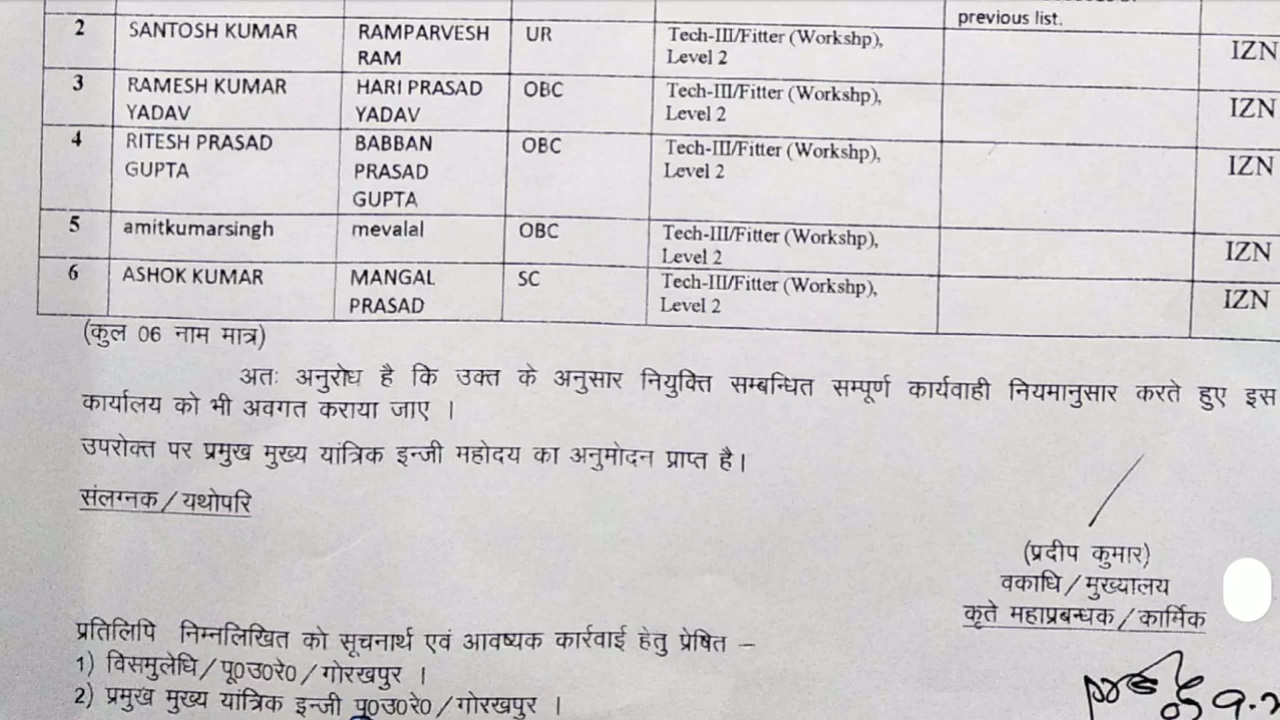 previous list.
2 SANTOSH KUMAR RAMPARVESH UR Tech-III/Fitter (Workshp), IZN
RAM Level 2
3 RAMESH KUMAR HARI PRASAD OBC Tech-III/Fitter (Workshp), IZN
YADAV YADAV Level 2
4 RITESH PRASAD BABBAN OBC Tech-III/Fitter (Workshp), IZN
GUPTA PRASAD Level 2
GUPTA
5 amitkumarsingh mevalal OBC Tech-III/Fitter (Workshp), IZN
Level 2
6 ASHOK KUMAR MANGAL SC Tech-III/Fitter (Workshp), IZN
PRASAD Level 2
(कुल 06 नाम मात्र)
अतः अनुरोध है कि उक्त के अनुसार नियुक्ति सम्बन्धित सम्पूर्ण कार्यवाही नियमानुसार करते हुए इस
कार्यालय को भी अवगत कराया जाए ।
उपरोक्त पर प्रमुख मुख्य यांत्रिक इन्जी महोदय का अनुमोदन प्राप्त है।
संलग्नक/यथोपरि
(प्रदीप कुमार)
वकाधि/मुख्यालय
कृते महाप्रबन्धक/कार्मिक
प्रतिलिपि निम्नलिखित को सूचनार्थ एवं आवष्यक कार्रवाई हेतु प्रेषित –
1) विसमुलेधि/पू0उ0रे0/गोरखपुर ।
2) प्रमुख मुख्य यांत्रिक इन्जी पू0उ0रे0/गोरखपुर ।